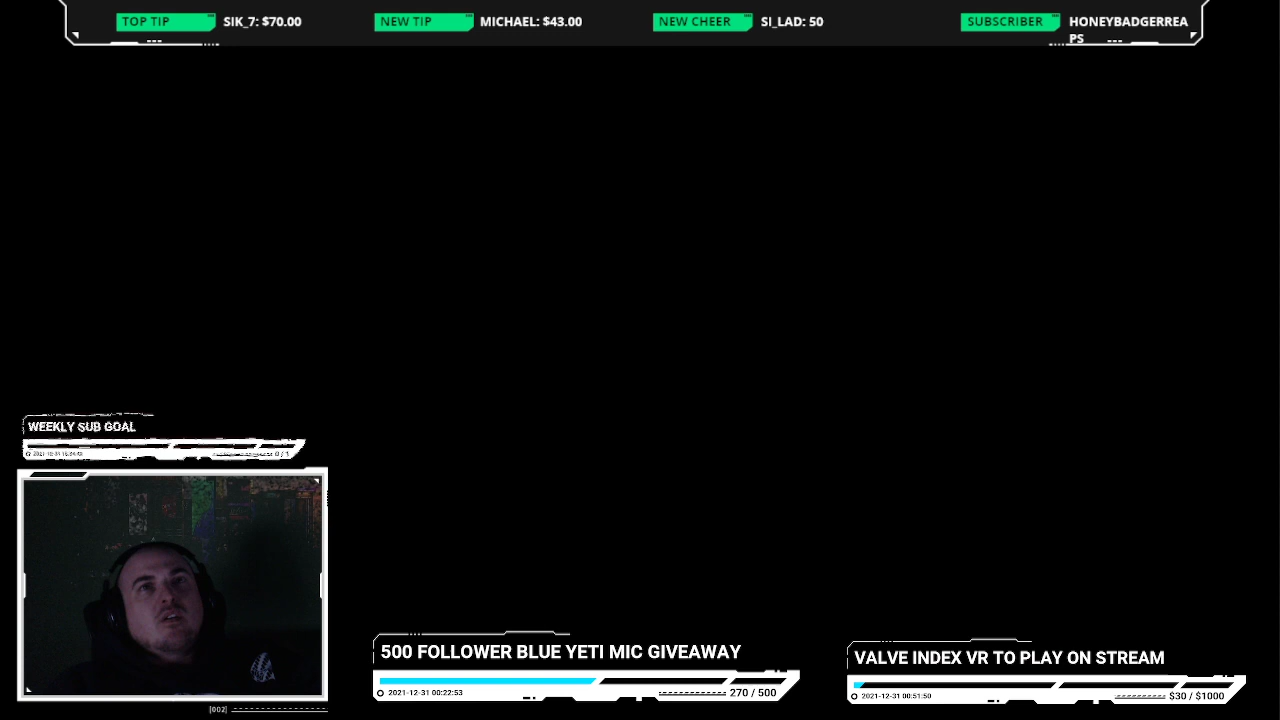 TOP TIP SIK_7: $70.00 NEW TIP MICHAEL: $43.00 NEW CHEER SI_LAD: 50 SUBSCRIBER HONEYBADGERREA
PS
WEEKLY SUB GOAL
0 / 1
500 FOLLOWER BLUE YETI MIC GIVEAWAY
2021-12-31 00:22:53 270 / 500
VALVE INDEX VR TO PLAY ON STREAM
2021-12-31 00:51:50 $30 / $1000
[002]